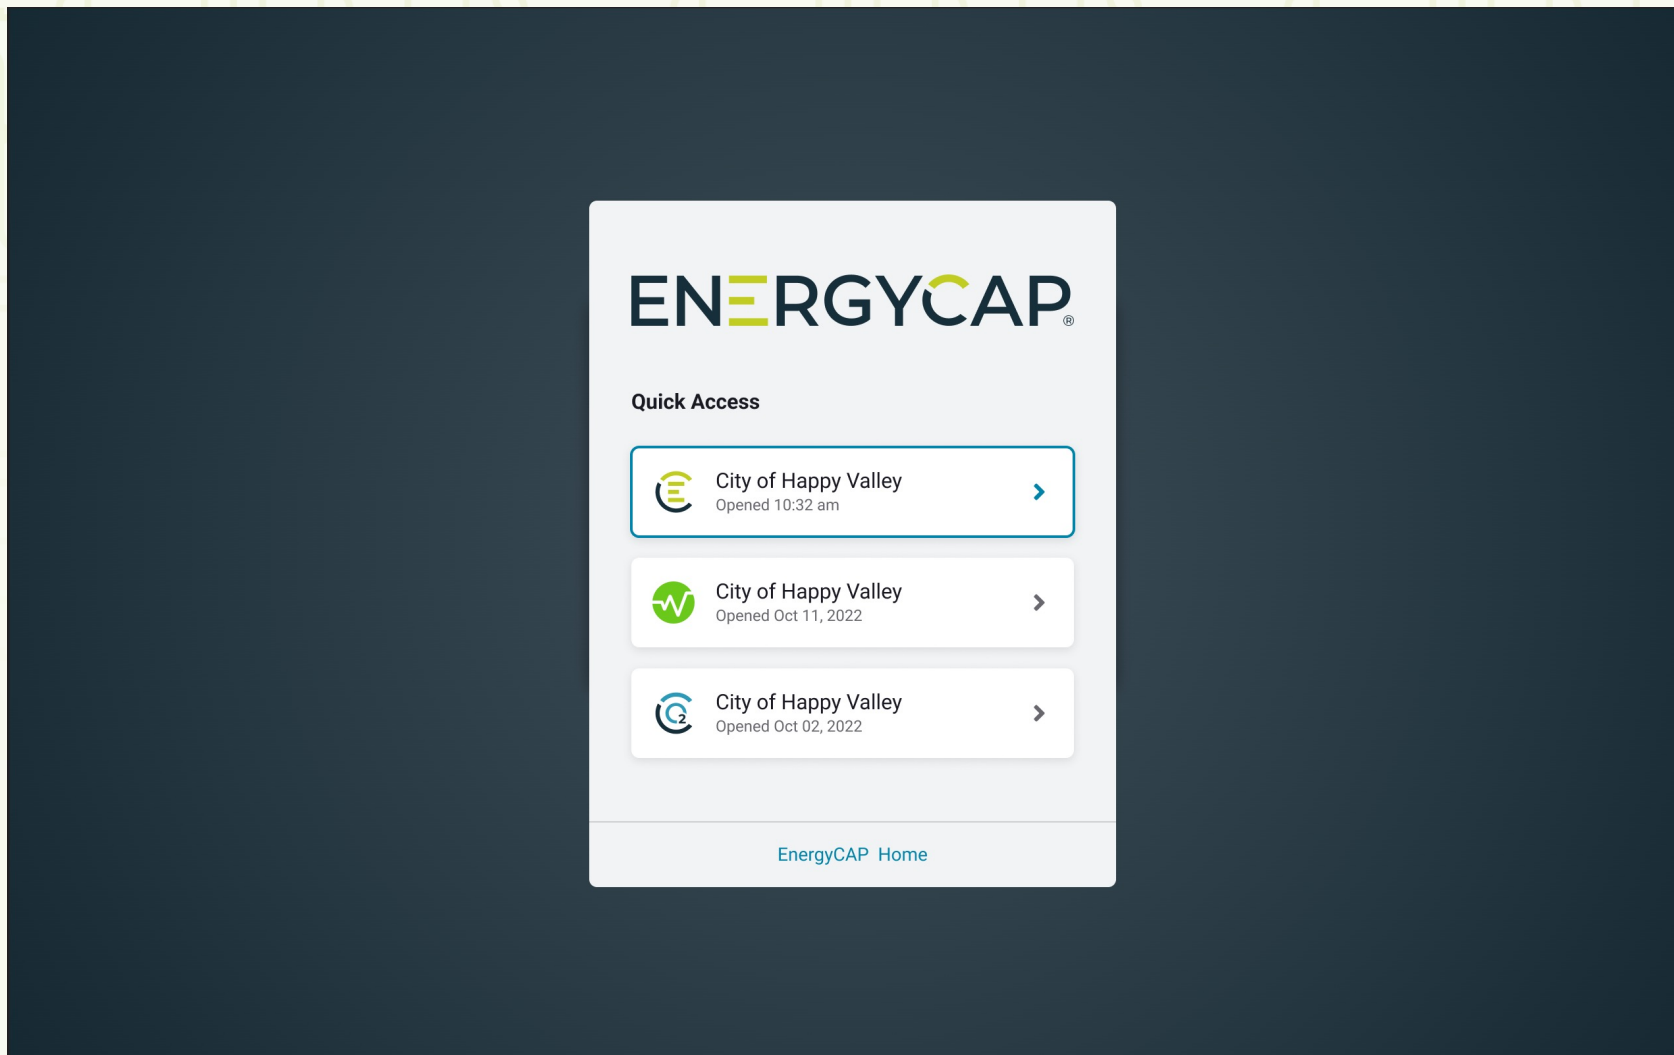 ENERGYCAP®
Quick Access
City of Happy Valley
Opened 10:32 am
City of Happy Valley
Opened Oct 11, 2022
2
City of Happy Valley
Opened Oct 02, 2022
EnergyCAP Home